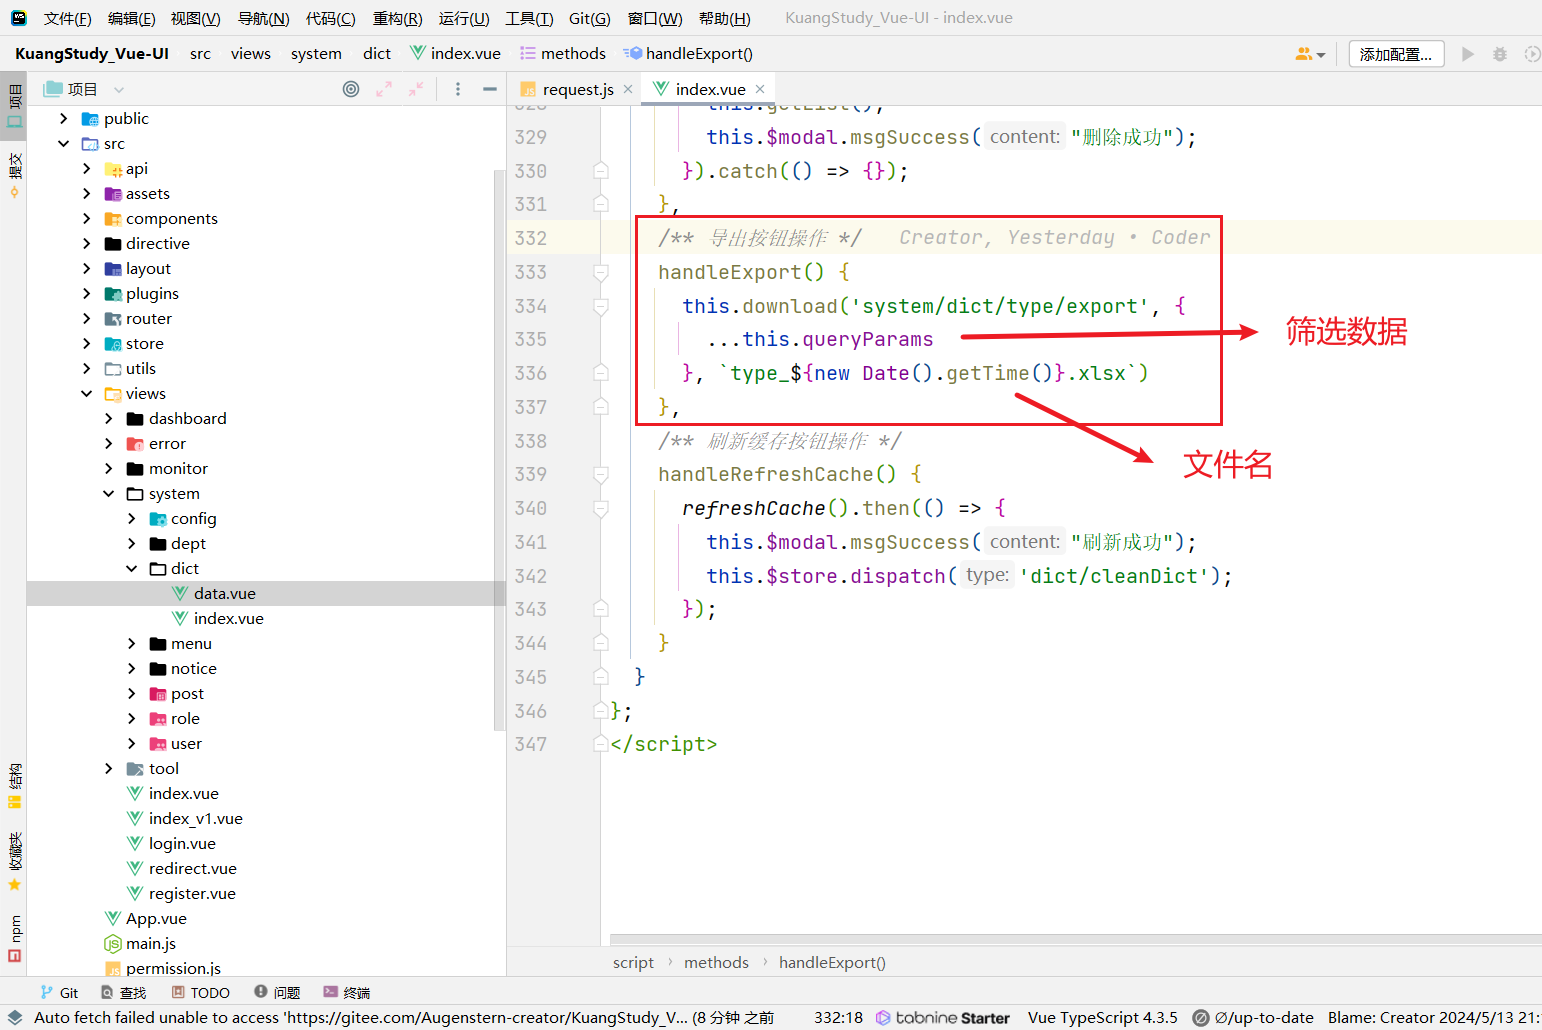 文件(F) 编辑(E) 视图(V) 导航(N) 代码(C) 重构(R) 运行(U) 工具(T) Git(G) 窗口(W) 帮助(H) KuangStudy_Vue-UI - index.vue
KuangStudy_Vue-UI src views system dict index.vue methods handleExport() 添加配置...
项目 request.js index.vue
项目
提交
结构
收藏夹
npm
public
src
api
assets
components
directive
layout
plugins
router
store
utils
views
dashboard
error
monitor
system
config
dept
dict
data.vue
index.vue
menu
notice
post
role
user
tool
index.vue
index_v1.vue
login.vue
redirect.vue
register.vue
App.vue
main.js
permission.js
328 this.getList();
329 this.$modal.msgSuccess( content: "删除成功");
330 }).catch(() => {});
331 },
332 /** 导出按钮操作 */ Creator, Yesterday • Coder
333 handleExport() {
334 this.download('system/dict/type/export', {
335 ...this.queryParams
336 }, `type_${new Date().getTime()}.xlsx`)
337 },
338 /** 刷新缓存按钮操作 */
339 handleRefreshCache() {
340 refreshCache().then(() => {
341 this.$modal.msgSuccess( content: "刷新成功");
342 this.$store.dispatch( type: 'dict/cleanDict');
343 });
344 }
345 }
346 };
347 </script>
筛选数据
文件名
script methods handleExport()
Git 查找 TODO 问题 终端
Auto fetch failed unable to access 'https://gitee.com/Augenstern-creator/KuangStudy_V... (8 分钟 之前 332:18 tabnine Starter Vue TypeScript 4.3.5 Ø/up-to-date Blame: Creator 2024/5/13 21: